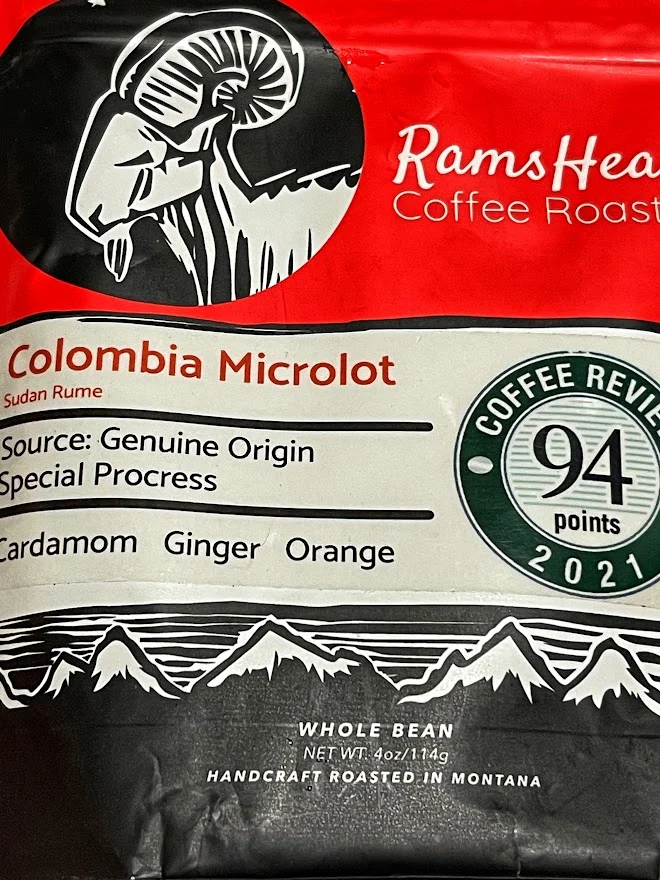 RamsHea
Coffee Roast
Colombia Microlot
Sudan Rume
Source: Genuine Origin
Special Procress
Cardamom Ginger Orange
COFFEE REVIE
94
points
2021
WHOLE BEAN
NET WT. 4oz/114g
HANDCRAFT ROASTED IN MONTANA